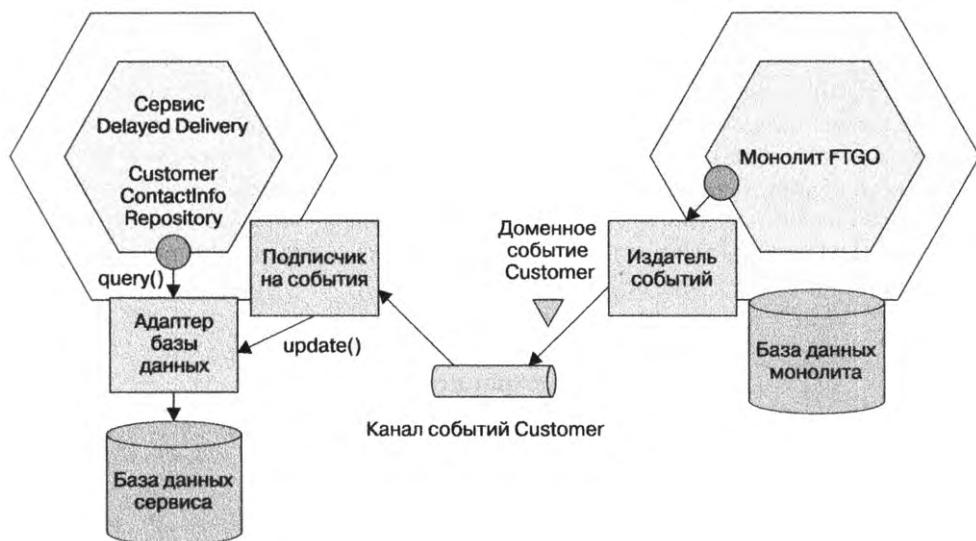 Сервис
Delayed Delivery
Customer
ContactInfo
Repository
query()
Подписчик
на события
Адаптер
базы
данных
update()
База данных
сервиса
Доменное
событие
Customer
Канал событий Customer
Монолит FTGO
Издатель
событий
База данных
монолита